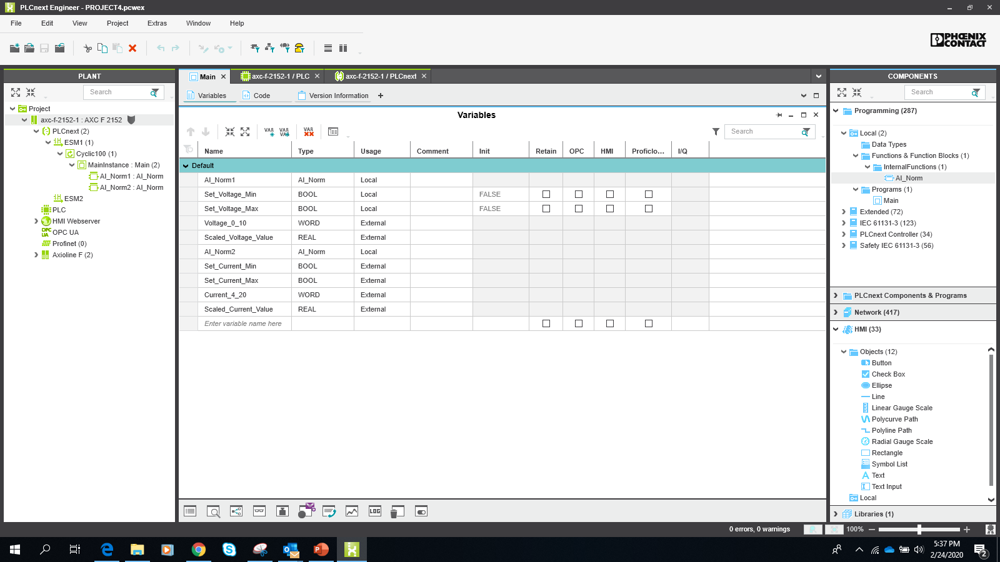 PLCnext Engineer - PROJECT4.pcwex
File Edit View Project Extras Window Help
PHŒNIX CONTACT
PLANT
Search
Project
axc-f-2152-1 : AXC F 2152
PLCnext (2)
ESM1 (1)
Cyclic100 (1)
MainInstance : Main (2)
AI_Norm1 : AI_Norm
AI_Norm2 : AI_Norm
ESM2
PLC
HMI Webserver
OPC UA OPC UA
Profinet (0)
Axioline F (2)
Main axc-f-2152-1 / PLC axc-f-2152-1 / PLCnext
Variables Code Version Information
Variables
VAR VAR VAR VAR Search
Name Type Usage Comment Init Retain OPC HMI Proficlo... I/Q
Default
AI_Norm1 AI_Norm Local
Set_Voltage_Min BOOL Local FALSE
Set_Voltage_Max BOOL Local FALSE
Voltage_0_10 WORD External
Scaled_Voltage_Value REAL External
AI_Norm2 AI_Norm Local
Set_Current_Min BOOL External
Set_Current_Max BOOL External
Current_4_20 WORD External
Scaled_Current_Value REAL External
Enter variable name here
LOG
COMPONENTS
Search
Programming (287)
Local (2)
Data Types
Functions & Function Blocks (1)
InternalFunctions (1)
AI_Norm
Programs (1)
Main
Extended (72)
IEC 61131-3 (123)
PLCnext Controller (34)
Safety IEC 61131-3 (56)
PLCnext Components & Programs
Network (417)
HMI (33)
Objects (12)
Button
Check Box
Ellipse
Line
Linear Gauge Scale
Polycurve Path
Polyline Path
Radial Gauge Scale
Rectangle
Symbol List
Text
Text Input
Local
Libraries (1)
0 errors, 0 warnings 100%
5:37 PM
2/24/2020
2